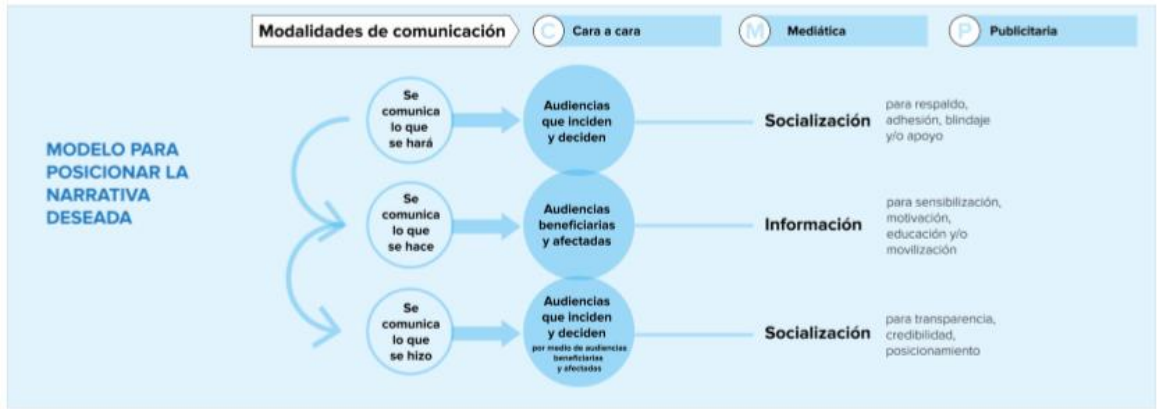 Modalidades de comunicación
C Cara a cara
M Mediática
P Publicitaria
MODELO PARA
POSICIONAR LA
NARRATIVA
DESEADA
Se
comunica
lo que
se hará
Audiencias
que inciden
y deciden
Socialización
para respaldo,
adhesión, blindaje
y/o apoyo
Se
comunica
lo que
se hace
Audiencias
beneficiarias
y afectadas
Información
para sensibilización,
motivación,
educación y/o
movilización
Se
comunica
lo que
se hizo
Audiencias
que inciden
y deciden
por medio de audiencias
beneficiarias
y afectadas
Socialización
para transparencia,
credibilidad,
posicionamiento